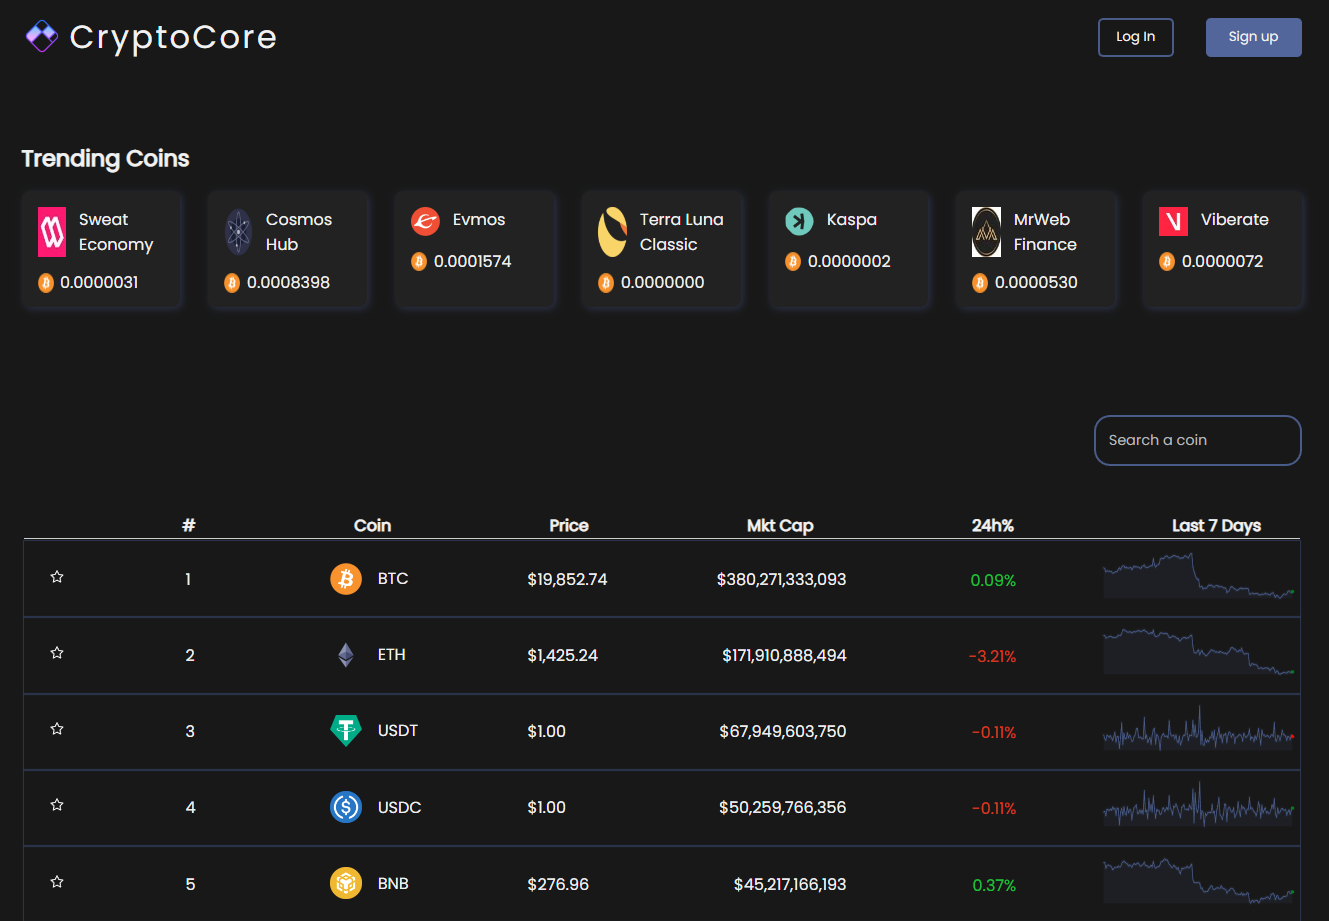 CryptoCore
Log In
Sign up
Trending Coins
Sweat
Economy
0.0000031
Cosmos
Hub
0.0008398
Evmos
0.0001574
Terra Luna
Classic
0.0000000
Kaspa
0.0000002
MrWeb
Finance
0.0000530
Viberate
0.0000072
Search a coin
# Coin Price Mkt Cap 24h% Last 7 Days
1 BTC $19,852.74 $380,271,333,093 0.09%
2 ETH $1,425.24 $171,910,888,494 -3.21%
3 USDT $1.00 $67,949,603,750 -0.11%
4 USDC $1.00 $50,259,766,356 -0.11%
5 BNB $276.96 $45,217,166,193 0.37%